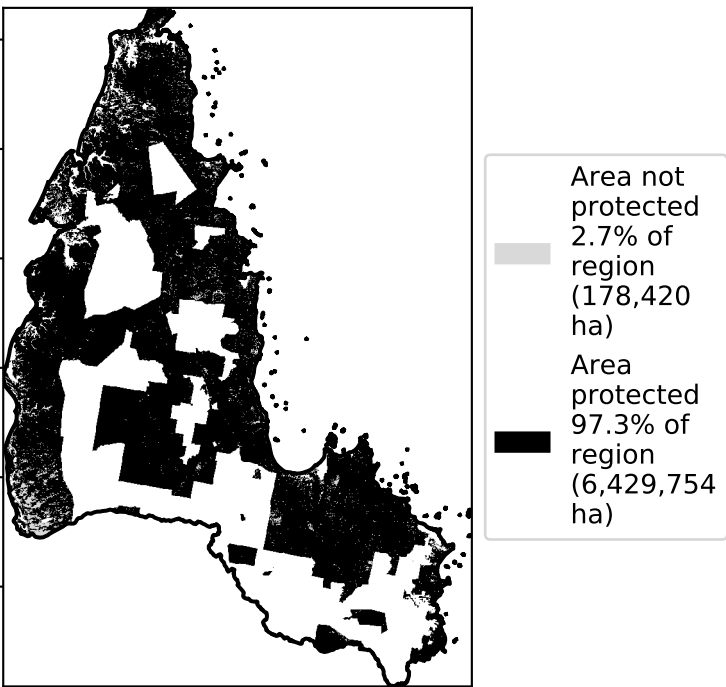 Area not
protected
2.7% of
region
(178,420
ha)
Area
protected
97.3% of
region
(6,429,754
ha)